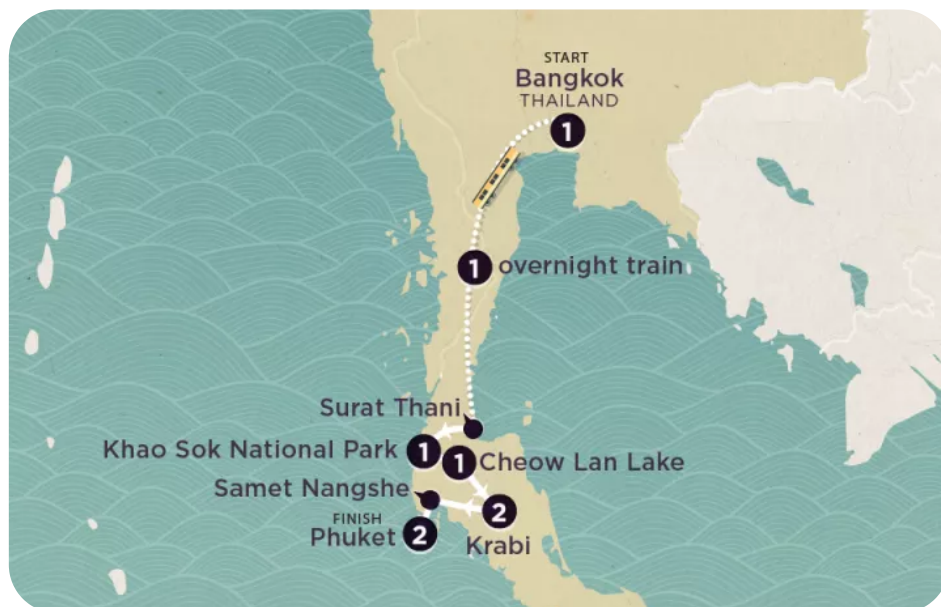 START
Bangkok
THAILAND
1
1 overnight train
Surat Thani
Khao Sok National Park 1
1 Cheow Lan Lake
Samet Nangshe
2
Krabi
FINISH
Phuket 2